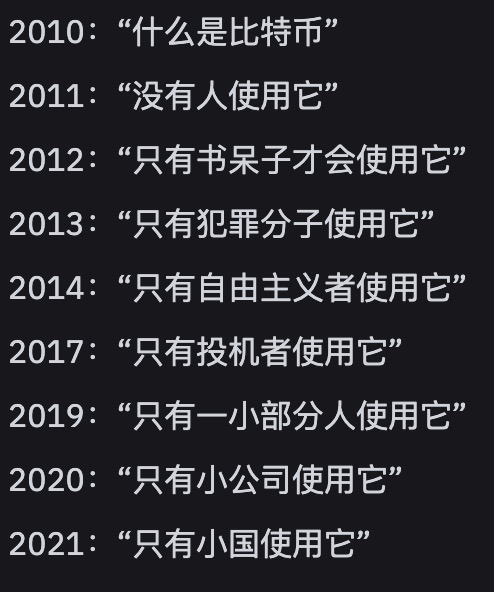 2010：“什么是比特币”
2011：“没有人使用它”
2012：“只有书呆子才会使用它”
2013：“只有犯罪分子使用它”
2014：“只有自由主义者使用它”
2017：“只有投机者使用它”
2019：“只有一小部分人使用它”
2020：“只有小公司使用它”
2021：“只有小国使用它”